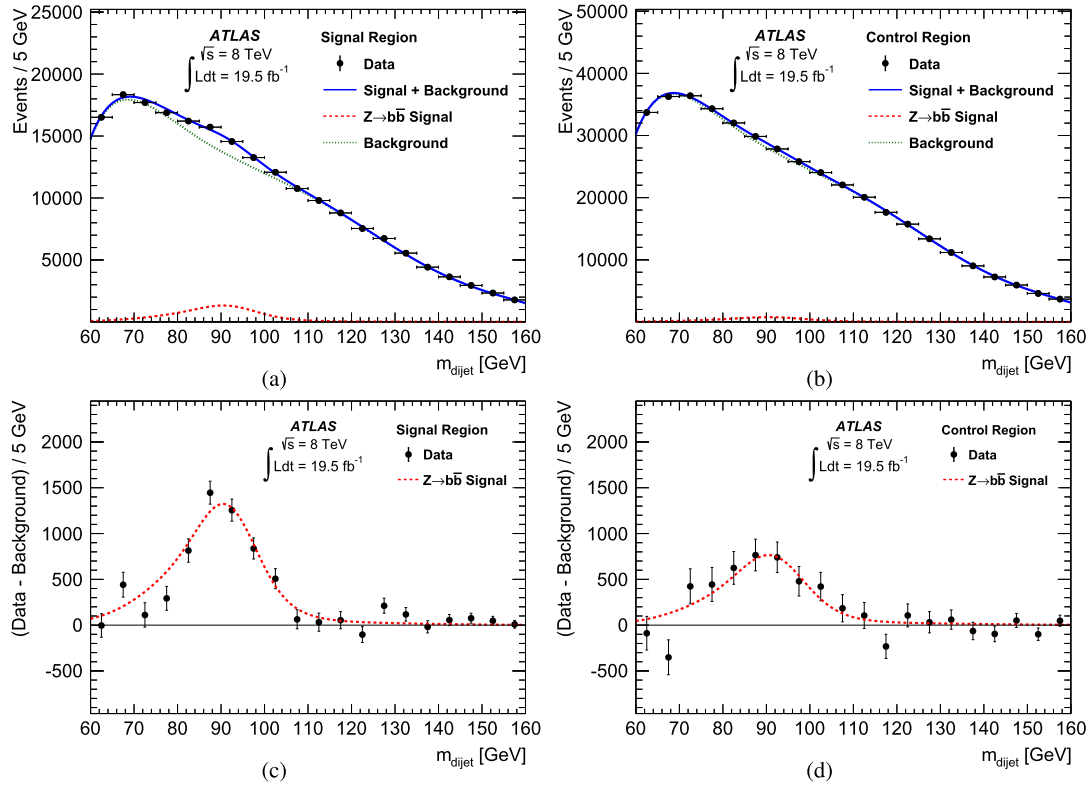 Events / 5 GeV
25000
20000
15000
10000
5000
ATLAS
√s = 8 TeV
∫ Ldt = 19.5 fb⁻¹
Signal Region
Data
Signal + Background
Z→bb̅ Signal
Background
60 70 80 90 100 110 120 130 140 150 160
m_dijet [GeV]
(a)
Events / 5 GeV
50000
40000
30000
20000
10000
ATLAS
√s = 8 TeV
∫ Ldt = 19.5 fb⁻¹
Control Region
Data
Signal + Background
Z→bb̅ Signal
Background
60 70 80 90 100 110 120 130 140 150 160
m_dijet [GeV]
(b)
(Data - Background) / 5 GeV
2000
1500
1000
500
0
-500
ATLAS
√s = 8 TeV
∫ Ldt = 19.5 fb⁻¹
Signal Region
Data
Z→bb̅ Signal
60 70 80 90 100 110 120 130 140 150 160
m_dijet [GeV]
(c)
(Data - Background) / 5 GeV
2000
1500
1000
500
0
-500
ATLAS
√s = 8 TeV
∫ Ldt = 19.5 fb⁻¹
Control Region
Data
Z→bb̅ Signal
60 70 80 90 100 110 120 130 140 150 160
m_dijet [GeV]
(d)